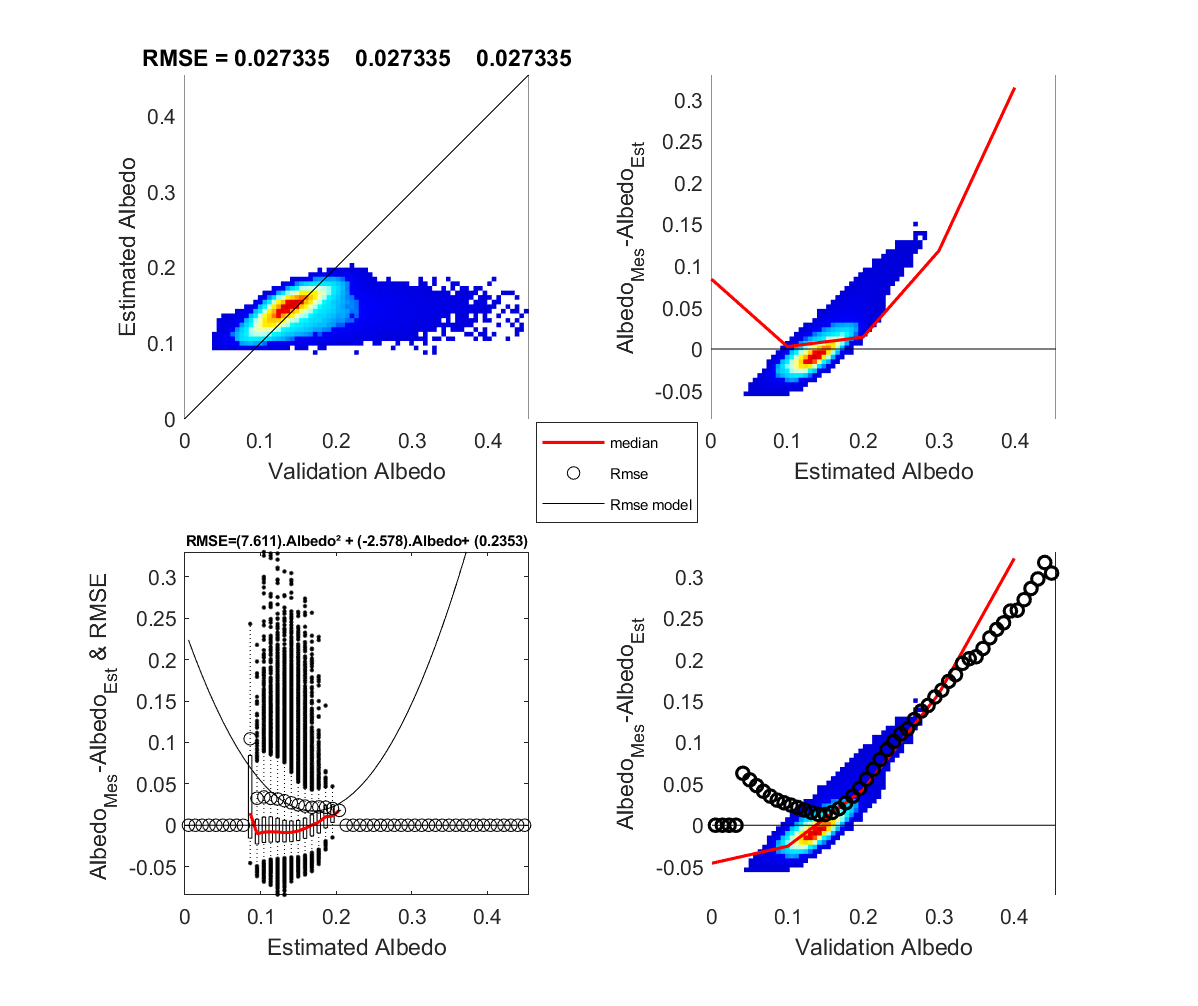 RMSE = 0.027335 0.027335 0.027335
0.4
0.3
0.2
0.1
0
Estimated Albedo
0 0.1 0.2 0.3 0.4
Validation Albedo
0.3
0.25
0.2
0.15
0.1
0.05
0
-0.05
Albedo_Mes-Albedo_Est
0 0.1 0.2 0.3 0.4
Estimated Albedo
median
Rmse
Rmse model
RMSE=(7.611).Albedo² + (-2.578).Albedo+ (0.2353)
0.3
0.25
0.2
0.15
0.1
0.05
0
-0.05
Albedo_Mes-Albedo_Est & RMSE
0 0.1 0.2 0.3 0.4
Estimated Albedo
0.3
0.25
0.2
0.15
0.1
0.05
0
-0.05
Albedo_Mes-Albedo_Est
0 0.1 0.2 0.3 0.4
Validation Albedo